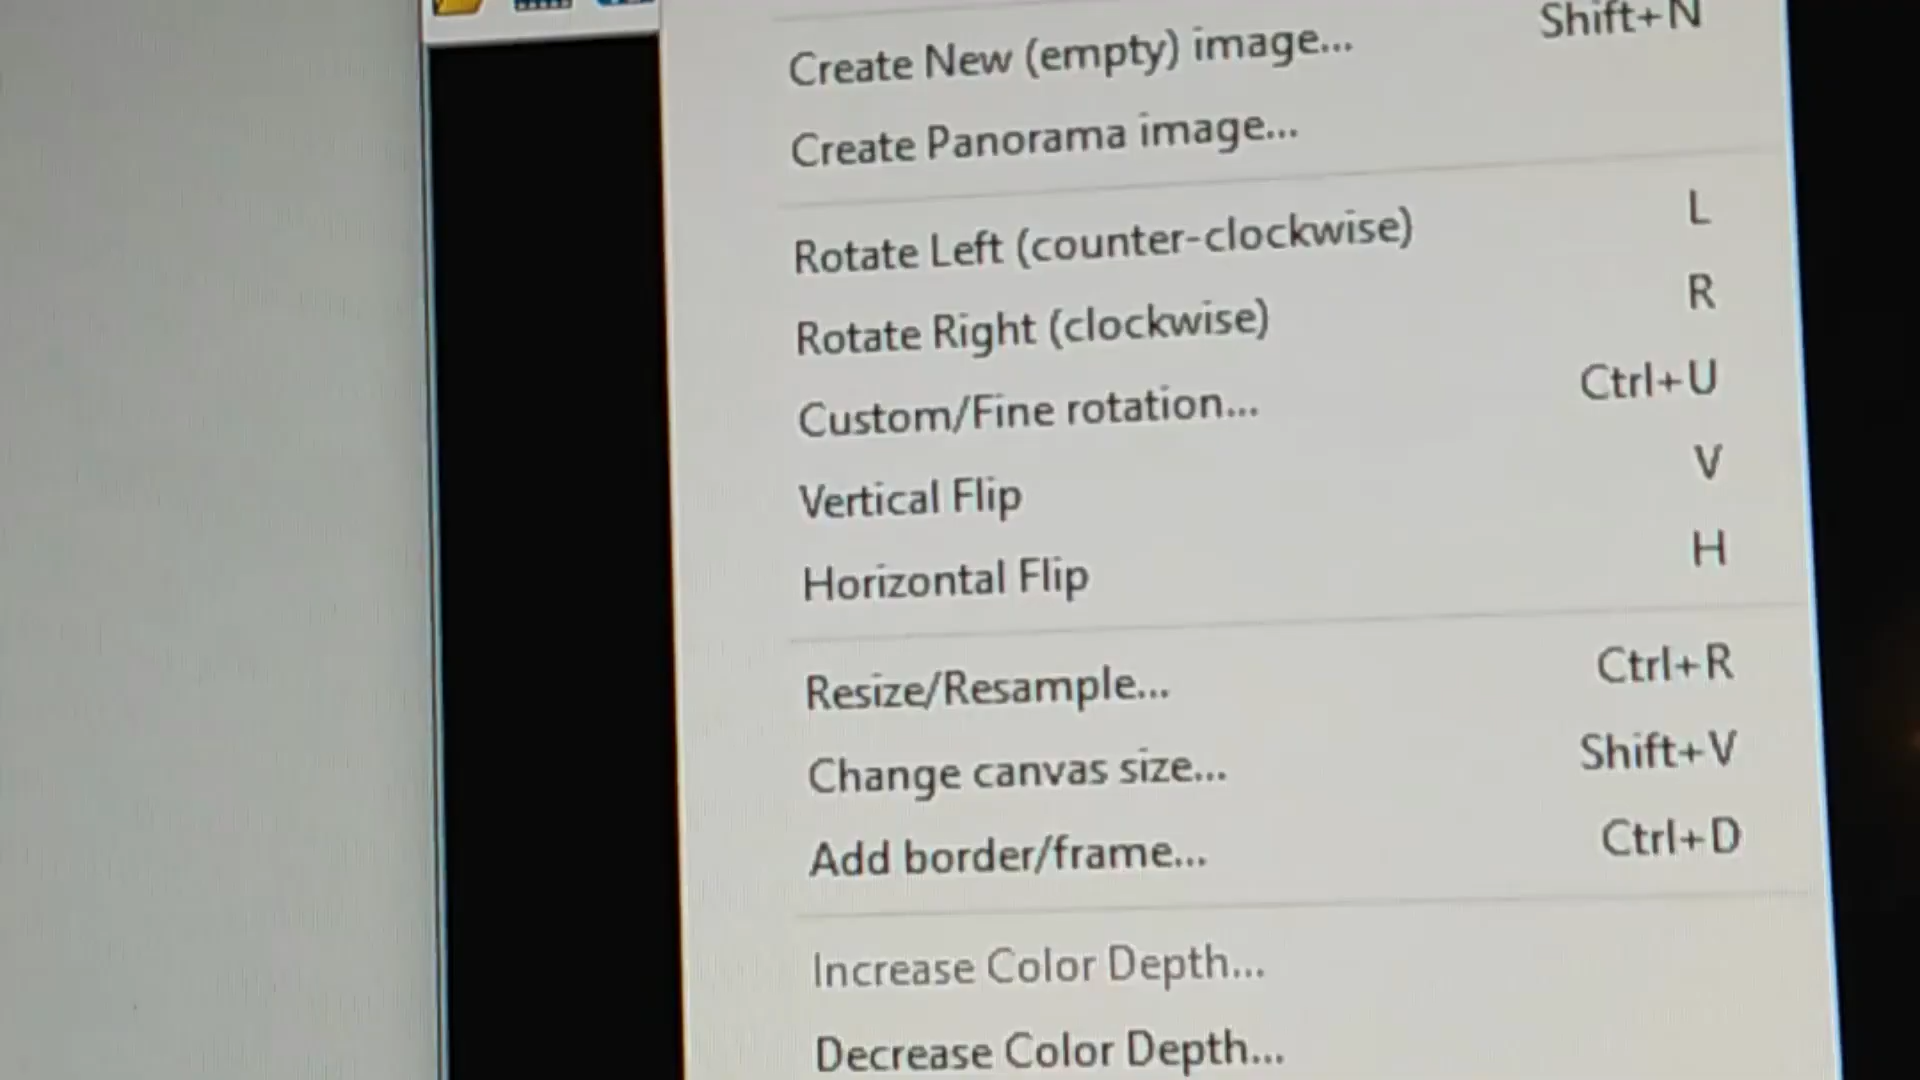 Create New (empty) image... Shift+N
Create Panorama image...
Rotate Left (counter-clockwise) L
Rotate Right (clockwise) R
Custom/Fine rotation... Ctrl+U
Vertical Flip V
Horizontal Flip H
Resize/Resample... Ctrl+R
Change canvas size... Shift+V
Add border/frame... Ctrl+D
Increase Color Depth...
Decrease Color Depth...